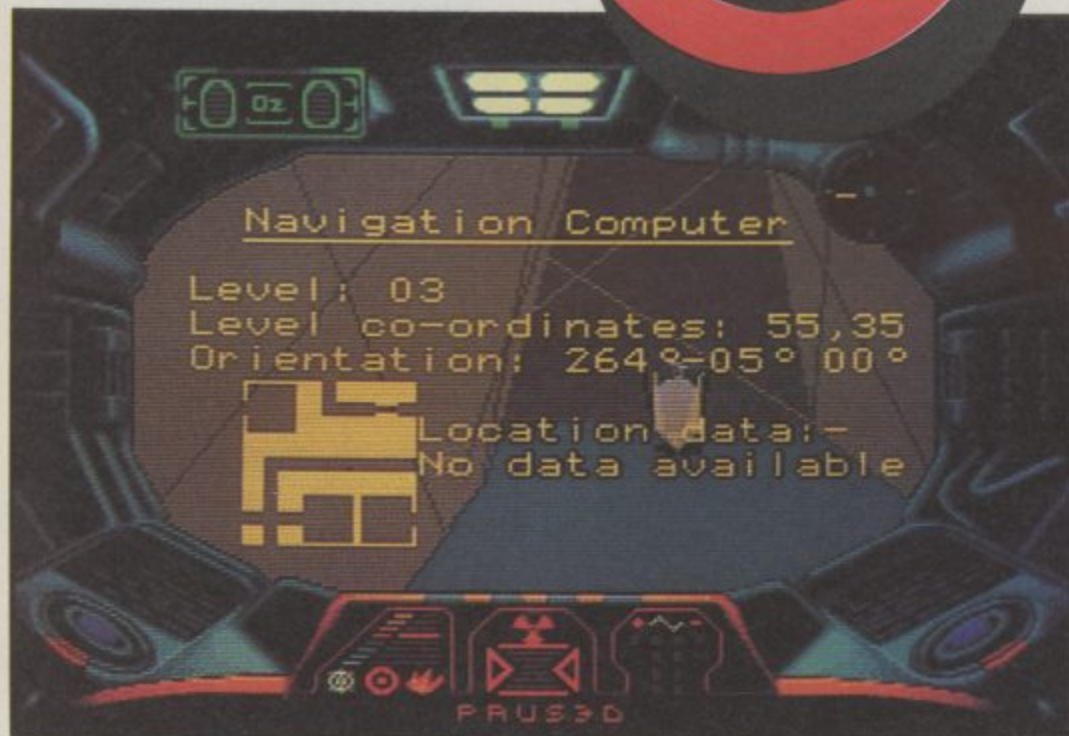 O2
Navigation Computer
Level: 03
Level co-ordinates: 55,35
Orientation: 264°-05° 00°
Location data:-
No data available
PAUS3D